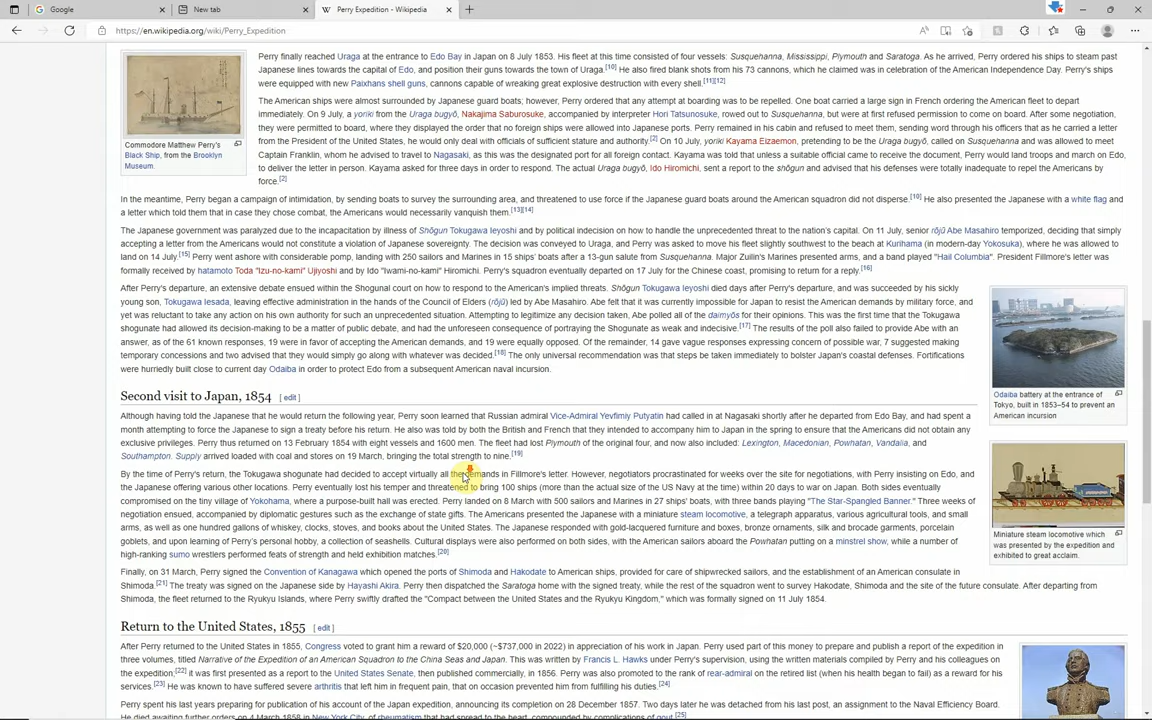 Google
New tab
Perry Expedition - Wikipedia
https://en.wikipedia.org/wiki/Perry_Expedition
Commodore Matthew Perry's
Black Ship, from the Brooklyn
Museum.
Perry finally reached Uraga at the entrance to Edo Bay in Japan on 8 July 1853. His fleet at this time consisted of four vessels: Susquehanna, Mississippi, Plymouth and Saratoga. As he arrived, Perry ordered his ships to steam past
Japanese lines towards the capital of Edo, and position their guns towards the town of Uraga.[10] He also fired blank shots from his 73 cannons, which he claimed was in celebration of the American Independence Day. Perry's ships
were equipped with new Paixhans shell guns, cannons capable of wreaking great explosive destruction with every shell.[11][12]
The American ships were almost surrounded by Japanese guard boats; however, Perry ordered that any attempt at boarding was to be repelled. One boat carried a large sign in French ordering the American fleet to depart
immediately. On 9 July, a yoriki from the Uraga bugyō, Nakajima Saburosuke, accompanied by interpreter Hori Tatsunosuke, rowed out to Susquehanna, but were at first refused permission to come on board. After some negotiation,
they were permitted to board, where they displayed the order that no foreign ships were allowed into Japanese ports. Perry remained in his cabin and refused to meet them, sending word through his officers that as he carried a letter
from the President of the United States, he would only deal with officials of sufficient stature and authority.[2] On 10 July, yoriki Kayama Eizaemon, pretending to be the Uraga bugyō, called on Susquehanna and was allowed to meet
Captain Franklin, whom he advised to travel to Nagasaki, as this was the designated port for all foreign contact. Kayama was told that unless a suitable official came to receive the document, Perry would land troops and march on Edo,
to deliver the letter in person. Kayama asked for three days in order to respond. The actual Uraga bugyō, Ido Hiromichi, sent a report to the shōgun and advised that his defenses were totally inadequate to repel the Americans by
force.[2]
In the meantime, Perry began a campaign of intimidation, by sending boats to survey the surrounding area, and threatened to use force if the Japanese guard boats around the American squadron did not disperse.[10] He also presented the Japanese with a white flag and
a letter which told them that in case they chose combat, the Americans would necessarily vanquish them.[13][14]
The Japanese government was paralyzed due to the incapacitation by illness of Shōgun Tokugawa Ieyoshi and by political indecision on how to handle the unprecedented threat to the nation's capital. On 11 July, senior rōjū Abe Masahiro temporized, deciding that simply
accepting a letter from the Americans would not constitute a violation of Japanese sovereignty. The decision was conveyed to Uraga, and Perry was asked to move his fleet slightly southwest to the beach at Kurihama (in modern-day Yokosuka), where he was allowed to
land on 14 July.[15] Perry went ashore with considerable pomp, landing with 250 sailors and Marines in 15 ships' boats after a 13-gun salute from Susquehanna. Major Zuilin's Marines presented arms, and a band played "Hail Columbia". President Fillmore's letter was
formally received by hatamoto Toda "Izu-no-kami" Ujiyoshi and by Ido "Iwami-no-kami" Hiromichi. Perry's squadron eventually departed on 17 July for the Chinese coast, promising to return for a reply.[16]
After Perry's departure, an extensive debate ensued within the Shogunal court on how to respond to the American's implied threats. Shōgun Tokugawa Ieyoshi died days after Perry's departure, and was succeeded by his sickly
young son, Tokugawa Iesada, leaving effective administration in the hands of the Council of Elders (rōjū) led by Abe Masahiro. Abe felt that it was currently impossible for Japan to resist the American demands by military force, and
yet was reluctant to take any action on his own authority for such an unprecedented situation. Attempting to legitimize any decision taken, Abe polled all of the daimyōs for their opinions. This was the first time that the Tokugawa
shogunate had allowed its decision-making to be a matter of public debate, and had the unforeseen consequence of portraying the Shogunate as weak and indecisive.[17] The results of the poll also failed to provide Abe with an
answer, as of the 61 known responses, 19 were in favor of accepting the American demands, and 19 were equally opposed. Of the remainder, 14 gave vague responses expressing concern of possible war, 7 suggested making
temporary concessions and two advised that they would simply go along with whatever was decided.[18] The only universal recommendation was that steps be taken immediately to bolster Japan's coastal defenses. Fortifications
were hurriedly built close to current day Odaiba in order to protect Edo from a subsequent American naval incursion.
Odaiba battery at the entrance of
Tokyo, built in 1853–54 to prevent an
American incursion
Second visit to Japan, 1854 [ edit ]
Although having told the Japanese that he would return the following year, Perry soon learned that Russian admiral Vice-Admiral Yevfimiy Putyatin had called in at Nagasaki shortly after he departed from Edo Bay, and had spent a
month attempting to force the Japanese to sign a treaty before his return. He also was told by both the British and French that they intended to accompany him to Japan in the spring to ensure that the Americans did not obtain any
exclusive privileges. Perry thus returned on 13 February 1854 with eight vessels and 1600 men. The fleet had lost Plymouth of the original four, and now also included: Lexington, Macedonian, Powhatan, Vandalia, and
Southampton. Supply arrived loaded with coal and stores on 19 March, bringing the total strength to nine.[19]
By the time of Perry's return, the Tokugawa shogunate had decided to accept virtually all the demands in Fillmore's letter. However, negotiators procrastinated for weeks over the site for negotiations, with Perry insisting on Edo, and
the Japanese offering various other locations. Perry eventually lost his temper and threatened to bring 100 ships (more than the actual size of the US Navy at the time) within 20 days to war on Japan. Both sides eventually
compromised on the tiny village of Yokohama, where a purpose-built hall was erected. Perry landed on 8 March with 500 sailors and Marines in 27 ships' boats, with three bands playing "The Star-Spangled Banner." Three weeks of
negotiation ensued, accompanied by diplomatic gestures such as the exchange of state gifts. The Americans presented the Japanese with a miniature steam locomotive, a telegraph apparatus, various agricultural tools, and small
arms, as well as one hundred gallons of whiskey, clocks, stoves, and books about the United States. The Japanese responded with gold-lacquered furniture and boxes, bronze ornaments, silk and brocade garments, porcelain
goblets, and upon learning of Perry's personal hobby, a collection of seashells. Cultural displays were also performed on both sides, with the American sailors aboard the Powhatan putting on a minstrel show, while a number of
high-ranking sumo wrestlers performed feats of strength and held exhibition matches.[20]
Miniature steam locomotive which
was presented by the expedition and
exhibited to great acclaim.
Finally, on 31 March, Perry signed the Convention of Kanagawa which opened the ports of Shimoda and Hakodate to American ships, provided for care of shipwrecked sailors, and the establishment of an American consulate in
Shimoda.[21] The treaty was signed on the Japanese side by Hayashi Akira. Perry then dispatched the Saratoga home with the signed treaty, while the rest of the squadron went to survey Hakodate, Shimoda and the site of the future consulate. After departing from
Shimoda, the fleet returned to the Ryukyu Islands, where Perry swiftly drafted the "Compact between the United States and the Ryukyu Kingdom," which was formally signed on 11 July 1854.
Return to the United States, 1855 [ edit ]
After Perry returned to the United States in 1855, Congress voted to grant him a reward of $20,000 (~$737,000 in 2022) in appreciation of his work in Japan. Perry used part of this money to prepare and publish a report of the expedition in
three volumes, titled Narrative of the Expedition of an American Squadron to the China Seas and Japan. This was written by Francis L. Hawks under Perry's supervision, using the written materials compiled by Perry and his colleagues on
the expedition.[22] It was first presented as a report to the United States Senate, then published commercially, in 1856. Perry was also promoted to the rank of rear-admiral on the retired list (when his health began to fail) as a reward for his
services.[23] He was known to have suffered severe arthritis that left him in frequent pain, that on occasion prevented him from fulfilling his duties.[24]
Perry spent his last years preparing for publication of his account of the Japan expedition, announcing its completion on 28 December 1857. Two days later he was detached from his last post, an assignment to the Naval Efficiency Board.
He died awaiting further orders on 4 March 1858 in New York City, of rheumatism that had spread to the heart, compounded by complications of gout.[25]